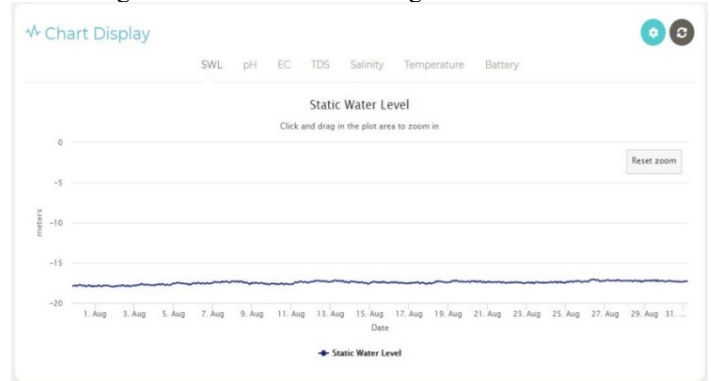 Chart Display
SWL pH EC TDS Salinity Temperature Battery
Static Water Level
Click and drag in the plot area to zoom in
Reset zoom
0
-5
-10
-15
-20
meters
1. Aug 3. Aug 5. Aug 7. Aug 9. Aug 11. Aug 13. Aug 15. Aug 17. Aug 19. Aug 21. Aug 23. Aug 25. Aug 27. Aug 29. Aug 31. ...
Date
Static Water Level